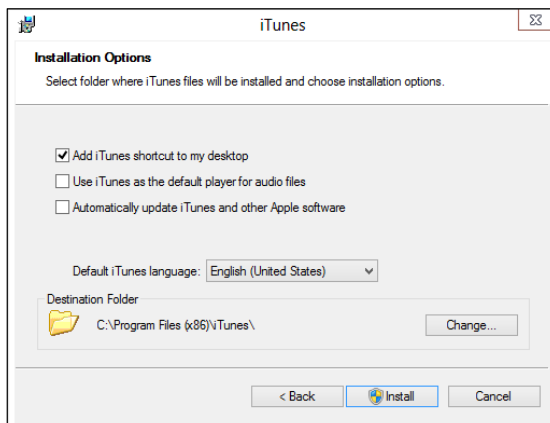 iTunes
Installation Options
Select folder where iTunes files will be installed and choose installation options.
Add iTunes shortcut to my desktop
Use iTunes as the default player for audio files
Automatically update iTunes and other Apple software
Default iTunes language: English (United States)
Destination Folder
C:\Program Files (x86)\iTunes\ Change...
< Back Install Cancel